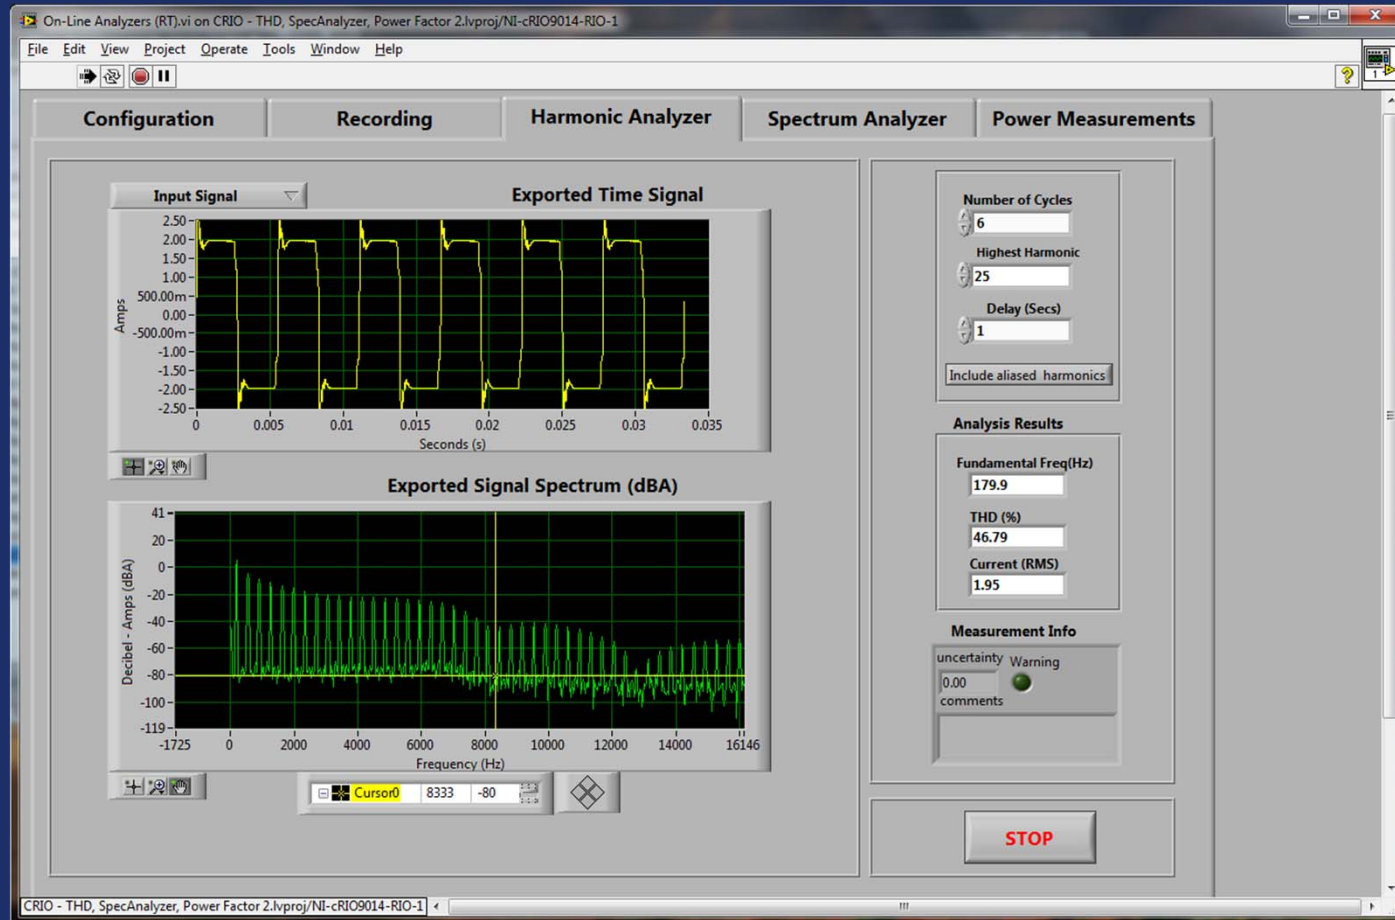 On-Line Analyzers (RT).vi on CRIO - THD, SpecAnalyzer, Power Factor 2.lvproj/NI-cRIO9014-RIO-1
File Edit View Project Operate Tools Window Help
Configuration Recording Harmonic Analyzer Spectrum Analyzer Power Measurements
Input Signal
Exported Time Signal
2.50
2.00
1.50
1.00
500.00m
0.00
-500.00m
-1.00
-1.50
-2.00
-2.50
Amps
0 0.005 0.01 0.015 0.02 0.025 0.03 0.035
Seconds (s)
Exported Signal Spectrum (dBA)
41
20
0
-20
-40
-60
-80
-100
-119
Decibel - Amps (dBA)
-1725 0 2000 4000 6000 8000 10000 12000 14000 16146
Frequency (Hz)
Cursor0 8333 -80
Number of Cycles
6
Highest Harmonic
25
Delay (Secs)
1
Include aliased harmonics
Analysis Results
Fundamental Freq(Hz)
179.9
THD (%)
46.79
Current (RMS)
1.95
Measurement Info
uncertainty Warning
0.00
comments
STOP
CRIO - THD, SpecAnalyzer, Power Factor 2.lvproj/NI-cRIO9014-RIO-1